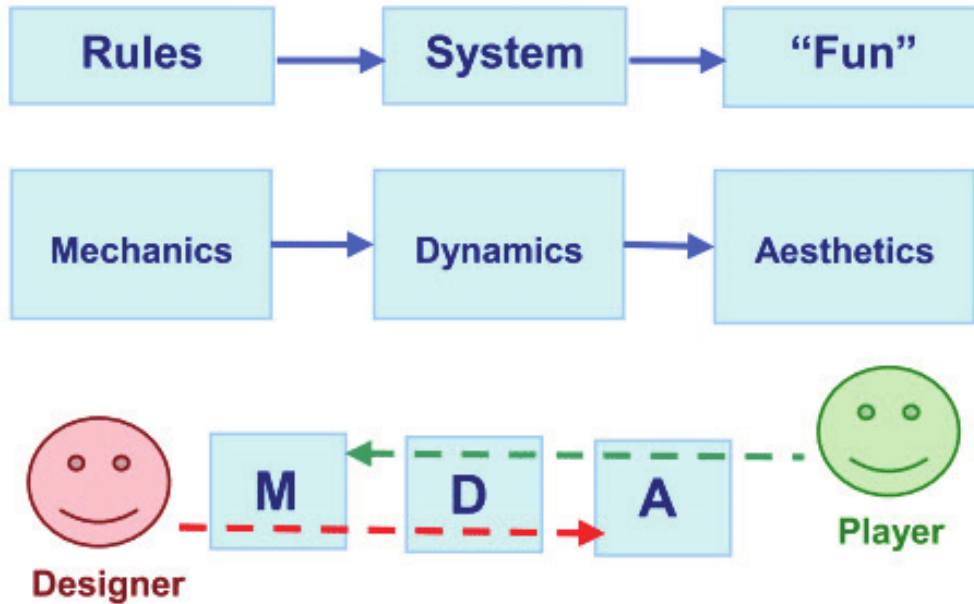 Rules System “Fun”
Mechanics Dynamics Aesthetics
M D A
Player
Designer